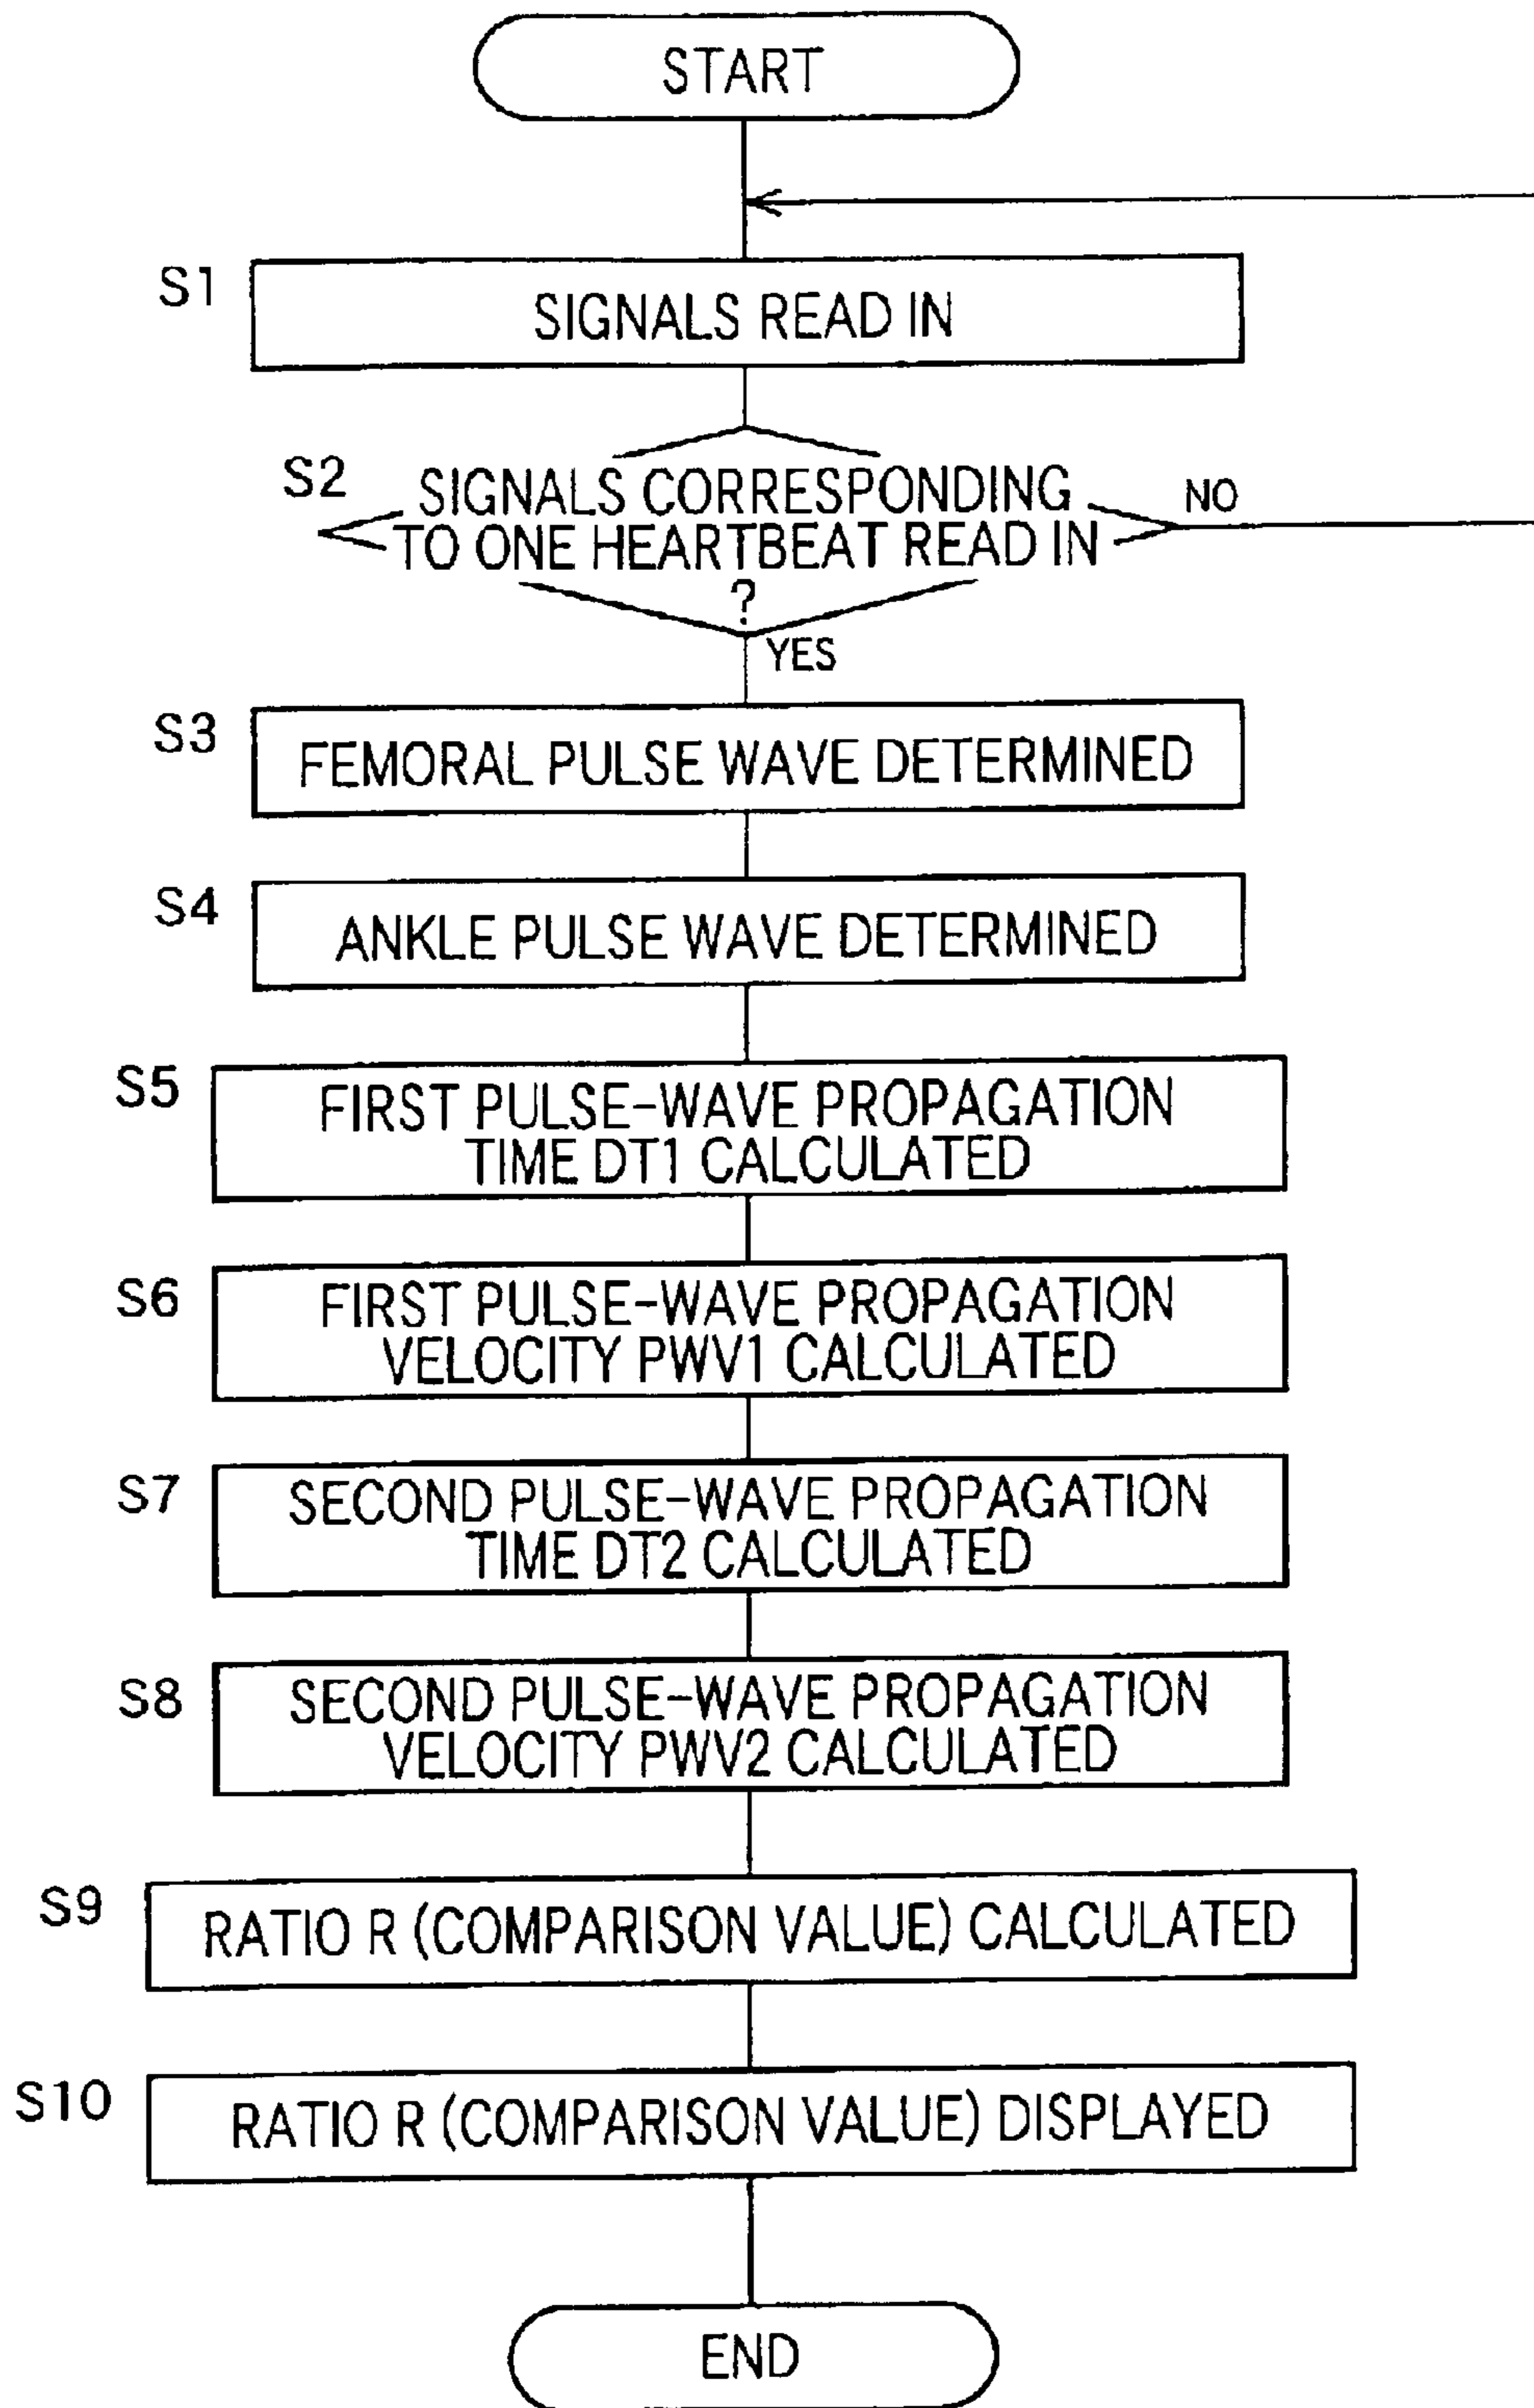 START
S1
SIGNALS READ IN
S2
SIGNALS CORRESPONDING
TO ONE HEARTBEAT READ IN
?
NO
YES
S3
FEMORAL PULSE WAVE DETERMINED
S4
ANKLE PULSE WAVE DETERMINED
S5
FIRST PULSE-WAVE PROPAGATION
TIME DT1 CALCULATED
S6
FIRST PULSE-WAVE PROPAGATION
VELOCITY PWV1 CALCULATED
S7
SECOND PULSE-WAVE PROPAGATION
TIME DT2 CALCULATED
S8
SECOND PULSE-WAVE PROPAGATION
VELOCITY PWV2 CALCULATED
S9
RATIO R (COMPARISON VALUE) CALCULATED
S10
RATIO R (COMPARISON VALUE) DISPLAYED
END